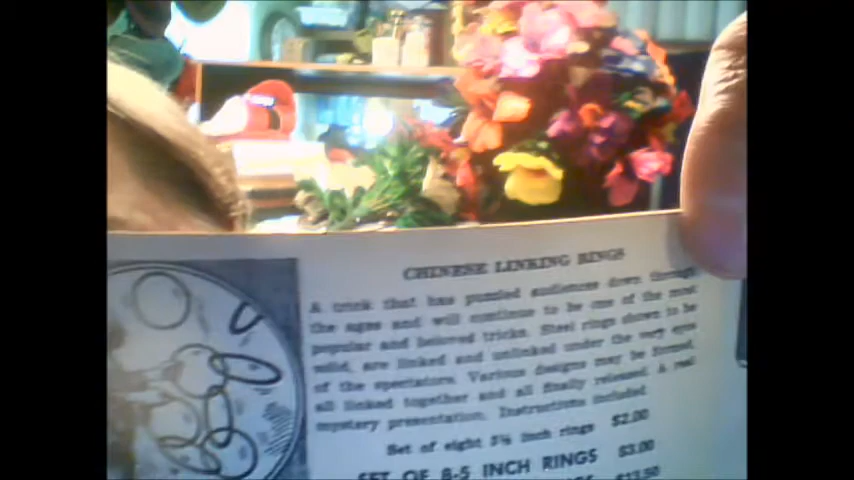 CHINESE LINKING RINGS
A trick that has puzzled audiences down through
the ages and will continue to be one of the most
popular and beloved tricks. Steel rings shown to be
solid, are linked and unlinked under the very eyes
of the spectators. Various designs may be formed,
all linked together and all finally released. A real
mystery presentation. Instructions included.
Set of eight inch rings $2.00
SET OF 8-5 INCH RINGS $3.00
$13.50